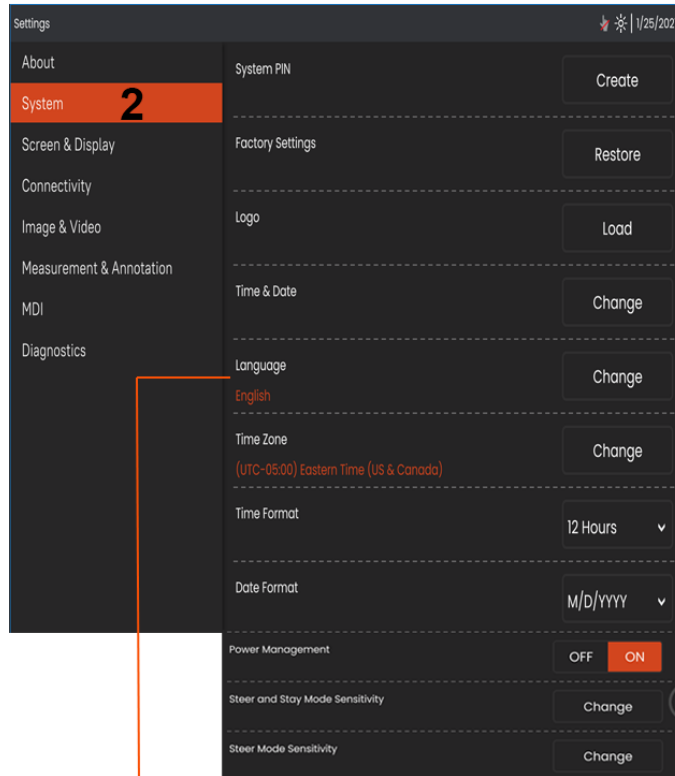 Settings
1/25/202
About
System 2
Screen & Display
Connectivity
Image & Video
Measurement & Annotation
MDI
Diagnostics
System PIN
Create
Factory Settings
Restore
Logo
Load
Time & Date
Change
Language
English
Change
Time Zone
(UTC-05:00) Eastern Time (US & Canada)
Change
Time Format
12 Hours
Date Format
M/D/YYYY
Power Management
OFF ON
Steer and Stay Mode Sensitivity
Change
Steer Mode Sensitivity
Change